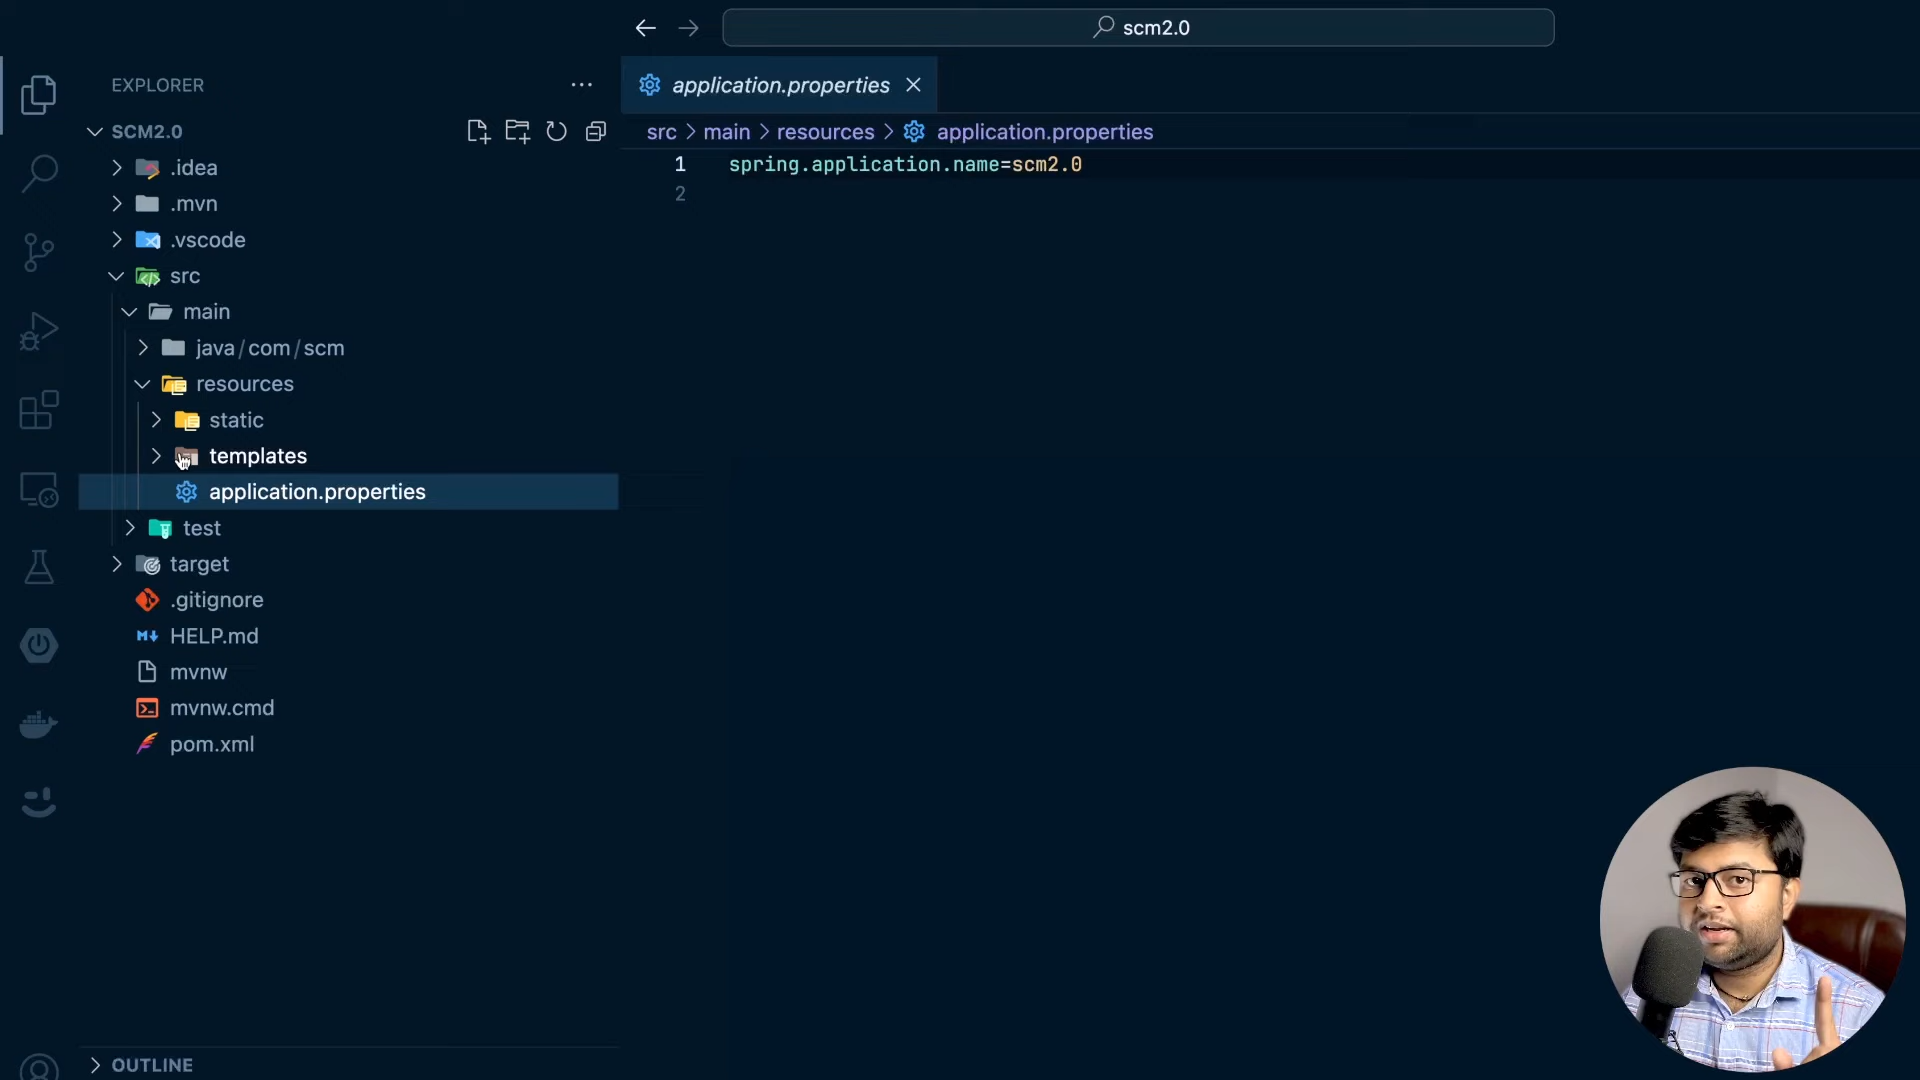 scm2.0
EXPLORER
application.properties
SCM2.0
src > main > resources > application.properties
1 spring.application.name=scm2.0
2
.idea
.mvn
.vscode
src
main
java/com/scm
resources
static
templates
application.properties
test
target
.gitignore
HELP.md
mvnw
mvnw.cmd
pom.xml
OUTLINE